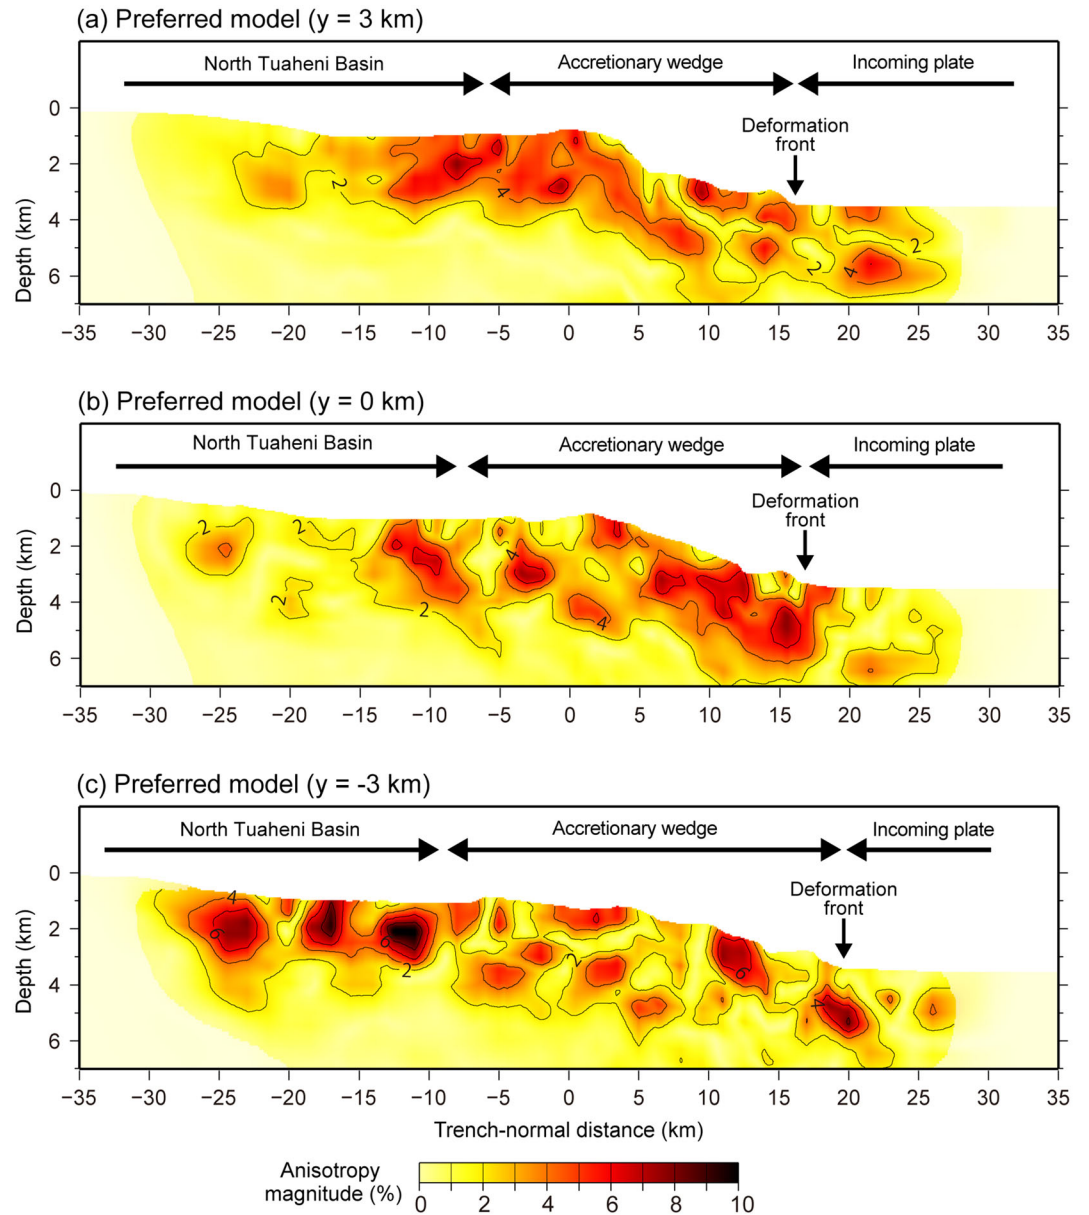 (a) Preferred model (y = 3 km)
North Tuaheni Basin
Accretionary wedge
Incoming plate
Deformation
front
0
2
4
6
Depth (km)
2
4
2
4
2
−35 −30 −25 −20 −15 −10 −5 0 5 10 15 20 25 30 35
(b) Preferred model (y = 0 km)
North Tuaheni Basin
Accretionary wedge
Incoming plate
Deformation
front
0
2
4
6
Depth (km)
2
2
2
2
4
4
−35 −30 −25 −20 −15 −10 −5 0 5 10 15 20 25 30 35
(c) Preferred model (y = -3 km)
North Tuaheni Basin
Accretionary wedge
Incoming plate
Deformation
front
0
2
4
6
Depth (km)
4
6
6
2
2
6
4
−35 −30 −25 −20 −15 −10 −5 0 5 10 15 20 25 30 35
Trench-normal distance (km)
Anisotropy
magnitude (%)
0 2 4 6 8 10